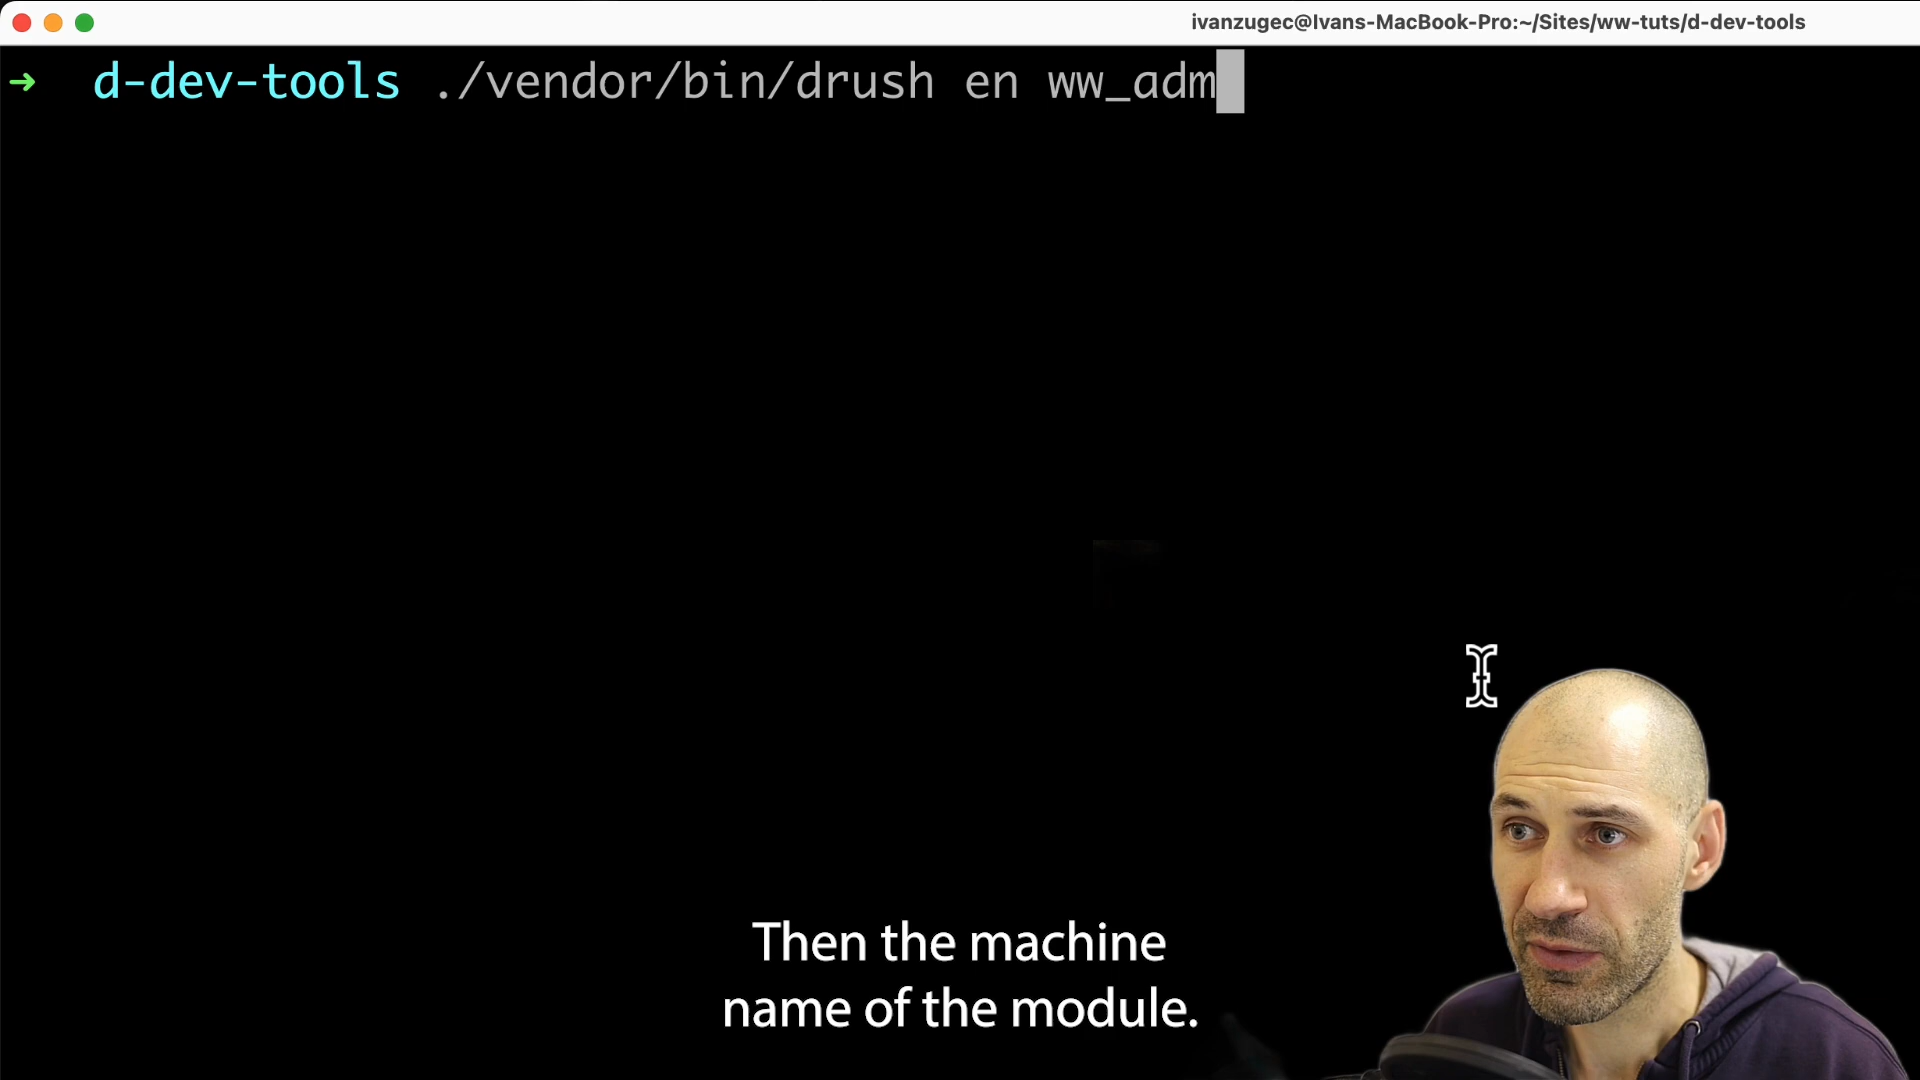 ivanzugec@Ivans-MacBook-Pro:~/Sites/ww-tuts/d-dev-tools
➜ d-dev-tools ./vendor/bin/drush en ww_adm
Then the machine
name of the module.